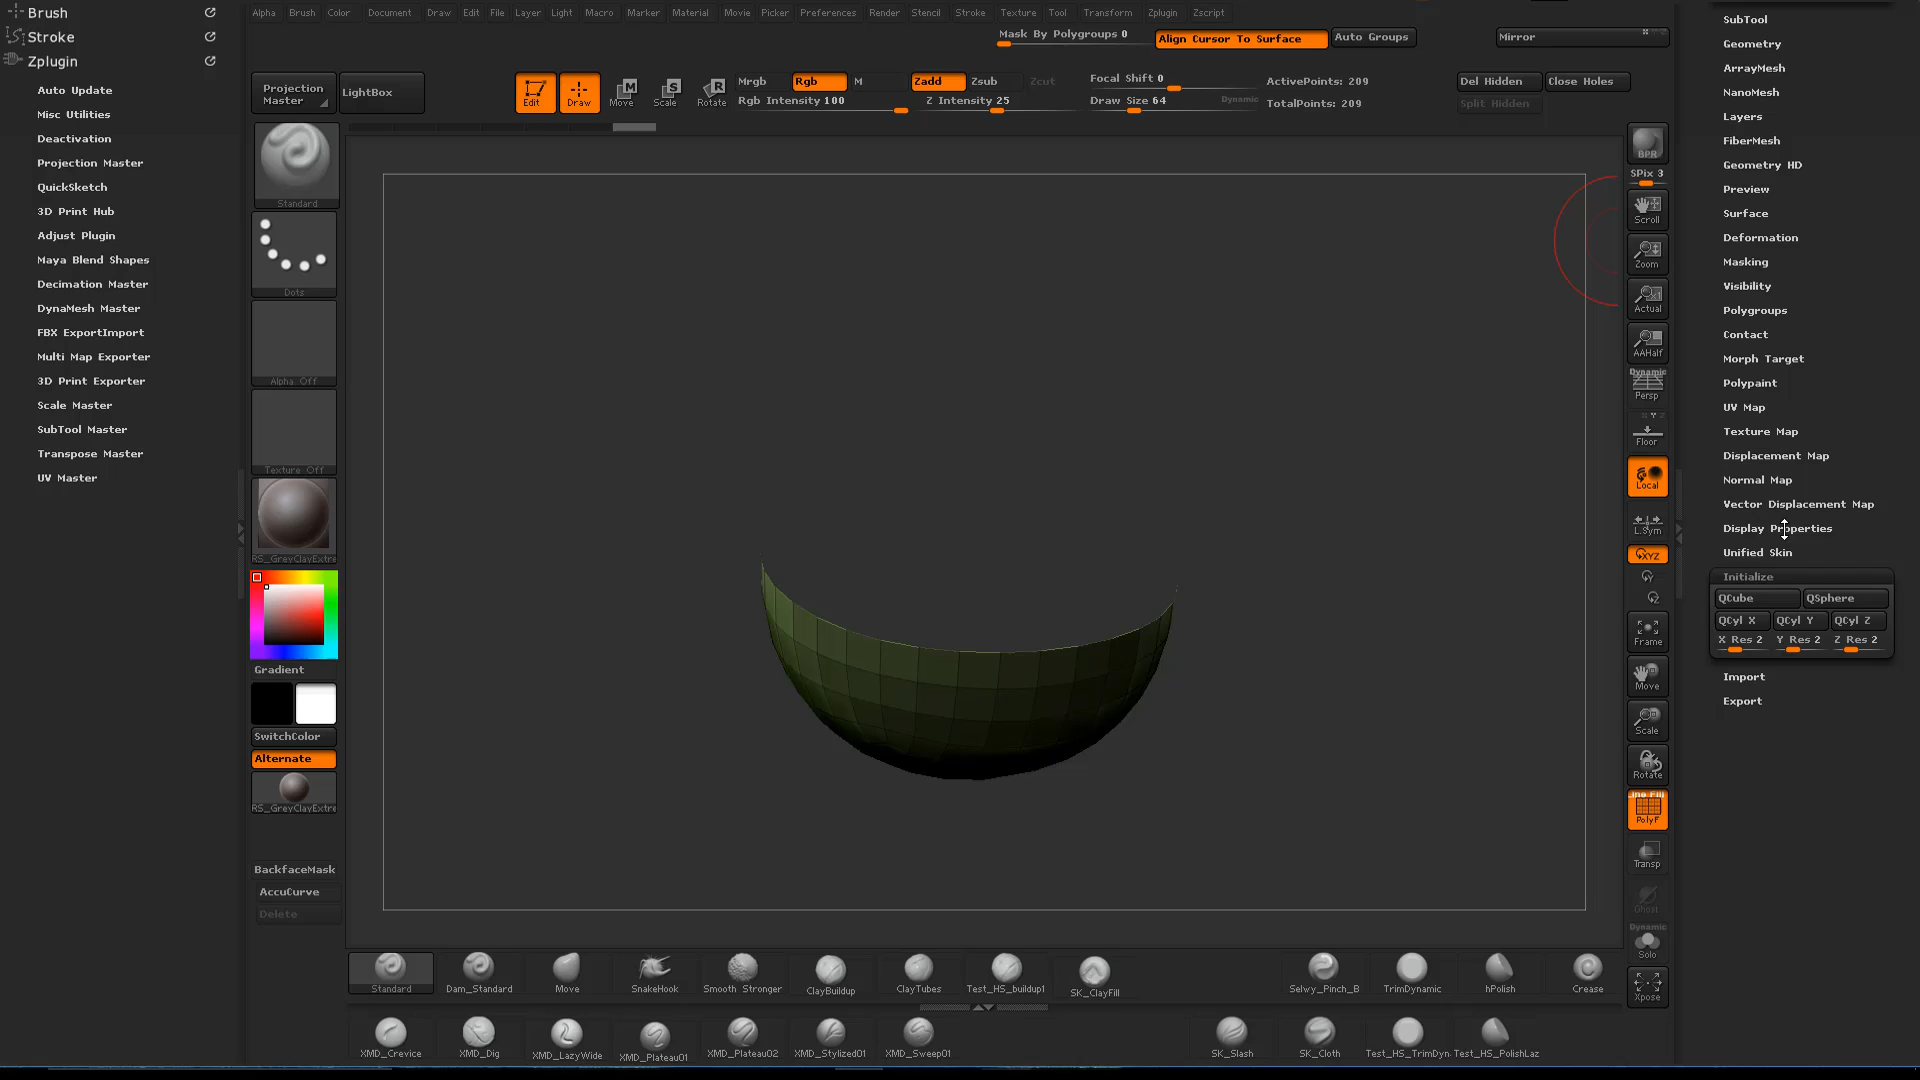 Brush
Stroke
Zplugin
Auto Update
Misc Utilities
Deactivation
Projection Master
QuickSketch
3D Print Hub
Adjust Plugin
Maya Blend Shapes
Decimation Master
DynaMesh Master
FBX ExportImport
Multi Map Exporter
3D Print Exporter
Scale Master
SubTool Master
Transpose Master
UV Master
Alpha Brush Color Document Draw Edit File Layer Light Macro Marker Material Movie Picker Preferences Render Stencil Stroke Texture Tool Transform Zplugin Zscript
Mask By Polygroups 0
Align Cursor To Surface
Auto Groups
Mirror
Projection Master
LightBox
Edit
Draw
Move
Scale
Rotate
Mrgb
Rgb
M
Zadd
Zsub
Zcut
Rgb Intensity 100
Z Intensity 25
Focal Shift 0
Draw Size 64
Dynamic
ActivePoints: 209
TotalPoints: 209
Del Hidden
Close Holes
Split Hidden
Standard
Dots
Alpha Off
Texture Off
RS_GreyClayExtre
Gradient
SwitchColor
Alternate
RS_GreyClayExtre
BackfaceMask
AccuCurve
Delete
BPR
SPix 3
Scroll
Zoom
Actual
AAHalf
Dynamic
Persp
Floor
Local
L.Sym
XYZ
Y
Z
Frame
Move
Scale
Rotate
Line Fill
PolyF
Transp
Ghost
Dynamic
Solo
Xpose
SubTool
Geometry
ArrayMesh
NanoMesh
Layers
FiberMesh
Geometry HD
Preview
Surface
Deformation
Masking
Visibility
Polygroups
Contact
Morph Target
Polypaint
UV Map
Texture Map
Displacement Map
Normal Map
Vector Displacement Map
Display Properties
Unified Skin
Initialize
QCube
QSphere
QCyl X
QCyl Y
QCyl Z
X Res 2
Y Res 2
Z Res 2
Import
Export
Standard
Dam_Standard
Move
SnakeHook
Smooth Stronger
ClayBuildup
ClayTubes
Test_HS_buildup1
SK_ClayFill
Selwy_Pinch_B
TrimDynamic
hPolish
Crease
XMD_Crevice
XMD_Dig
XMD_LazyWide
XMD_Plateau01
XMD_Plateau02
XMD_Stylized01
XMD_Sweep01
SK_Slash
SK_Cloth
Test_HS_TrimDyn
Test_HS_PolishLaz